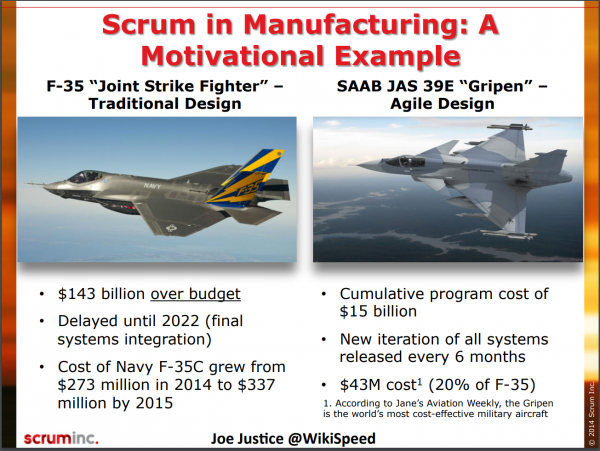 Scrum in Manufacturing: A
Motivational Example
F-35 “Joint Strike Fighter” –
Traditional Design
NAVY
F-35
• $143 billion over budget
• Delayed until 2022 (final
systems integration)
• Cost of Navy F-35C grew from
$273 million in 2014 to $337
million by 2015
SAAB JAS 39E “Gripen” –
Agile Design
• Cumulative program cost of
$15 billion
• New iteration of all systems
released every 6 months
• $43M cost¹ (20% of F-35)
1. According to Jane’s Aviation Weekly, the Gripen
is the world’s most cost-effective military aircraft
scruminc.
Joe Justice @WikiSpeed
© 2014 Scrum Inc.